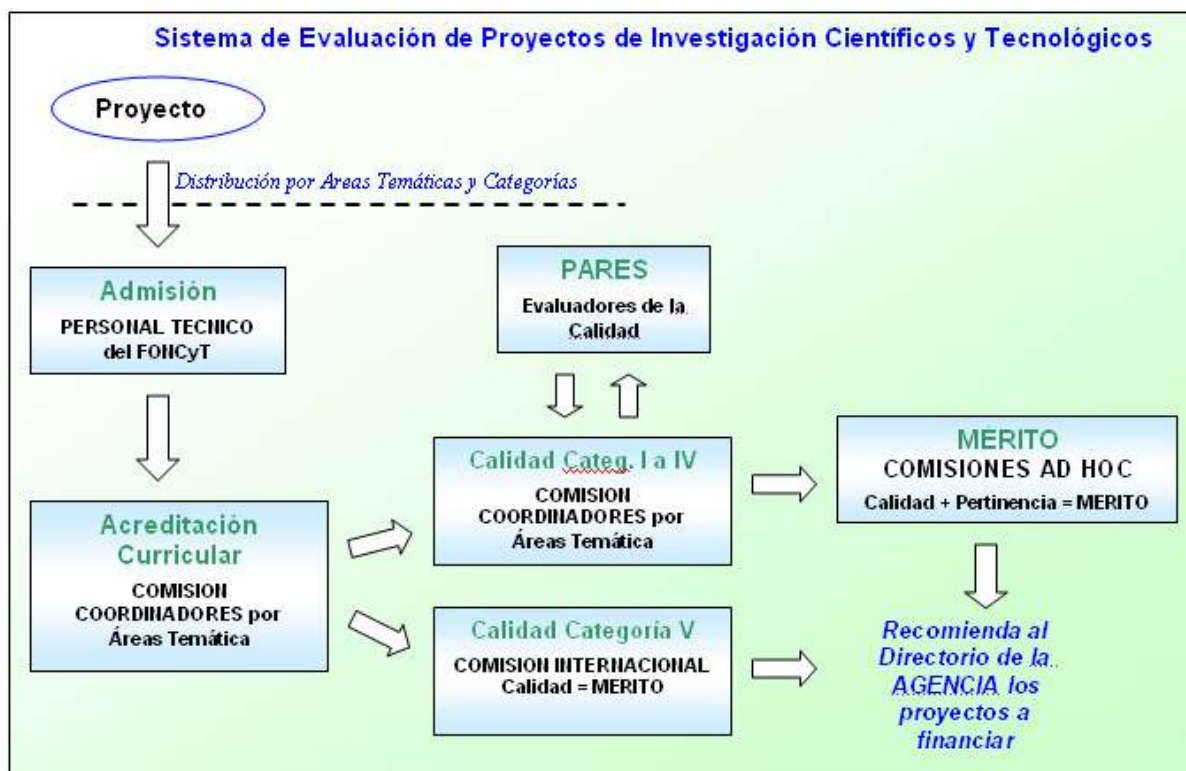 Sistema de Evaluación de Proyectos de Investigación Científicos y Tecnológicos
Proyecto
Distribución por Areas Temáticas y Categorías
Admisión
PERSONAL TECNICO
del FONCyT
PARES
Evaluadores de la
Calidad
Acreditación
Curricular
COMISION
COORDINADORES por
Áreas Temática
Calidad Categ. I a IV
COMISION
COORDINADORES por
Áreas Temática
MÉRITO
COMISIONES AD HOC
Calidad + Pertinencia = MERITO
Calidad Categoría V
COMISION INTERNACIONAL
Calidad = MERITO
Recomienda al
Directorio de la
AGENCIA los
proyectos a
financiar